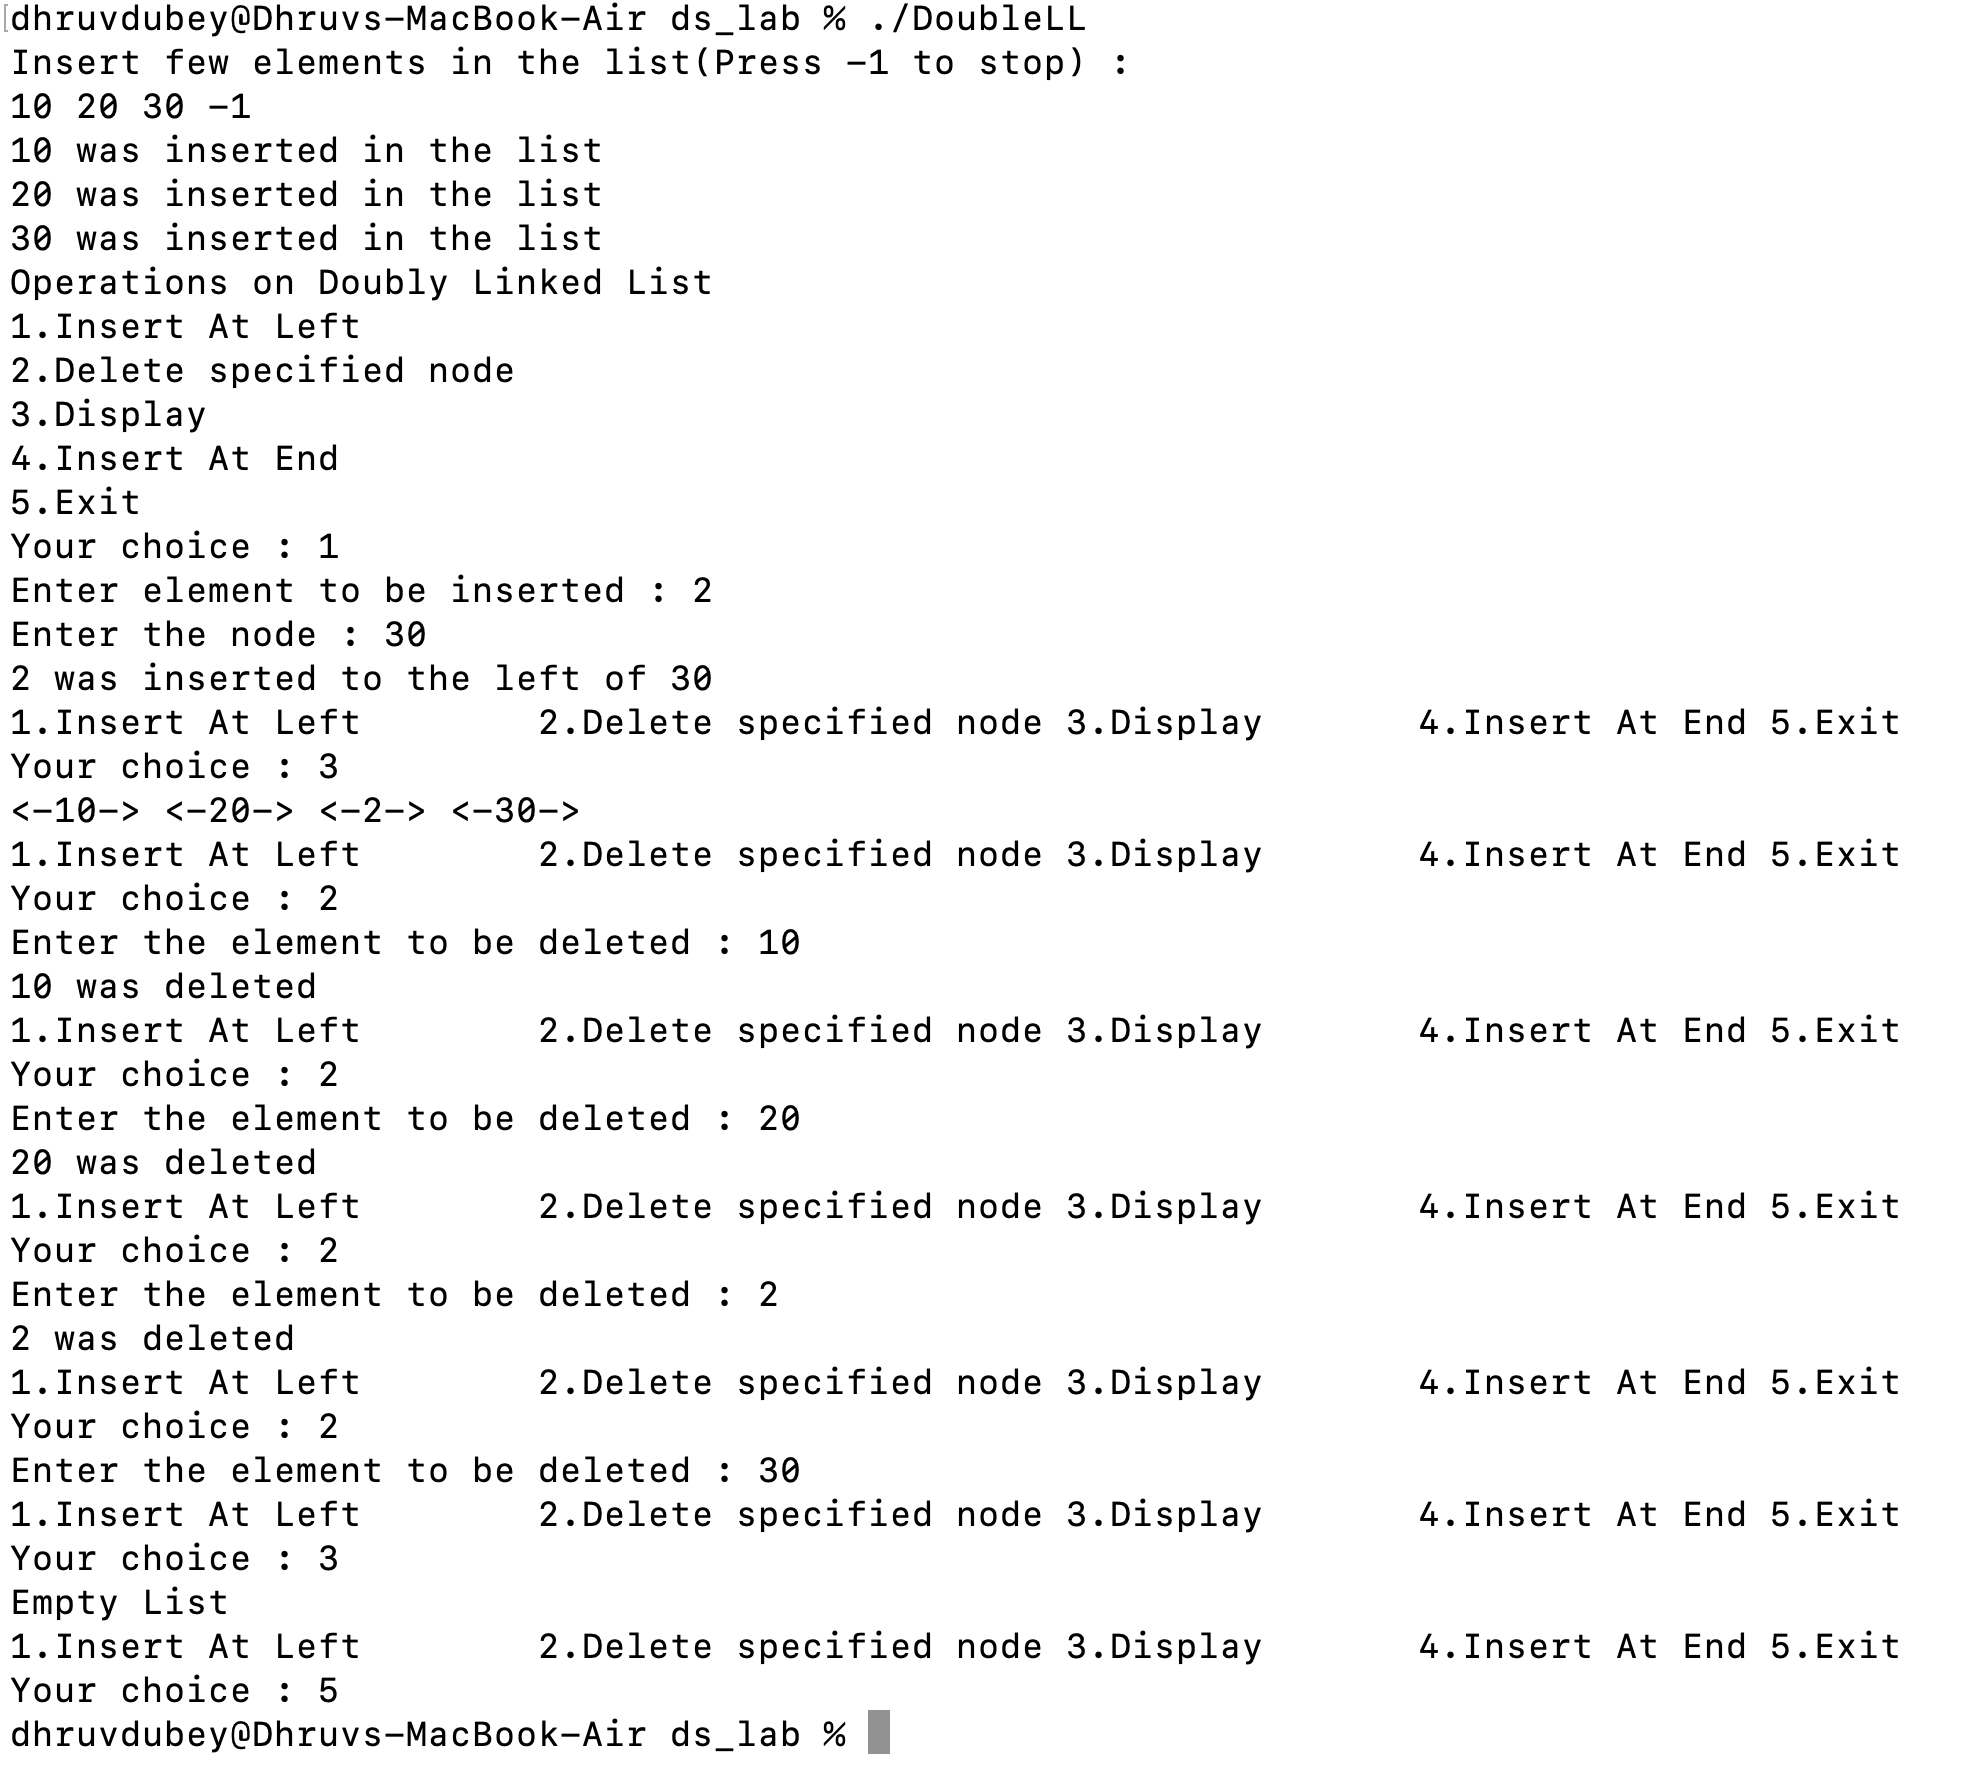 [dhruvdubey@Dhruvs-MacBook-Air ds_lab % ./DoubleLL
Insert few elements in the list(Press -1 to stop) :
10 20 30 -1
10 was inserted in the list
20 was inserted in the list
30 was inserted in the list
Operations on Doubly Linked List
1.Insert At Left
2.Delete specified node
3.Display
4.Insert At End
5.Exit
Your choice : 1
Enter element to be inserted : 2
Enter the node : 30
2 was inserted to the left of 30
1.Insert At Left        2.Delete specified node 3.Display       4.Insert At End 5.Exit
Your choice : 3
<-10-> <-20-> <-2-> <-30->
1.Insert At Left        2.Delete specified node 3.Display       4.Insert At End 5.Exit
Your choice : 2
Enter the element to be deleted : 10
10 was deleted
1.Insert At Left        2.Delete specified node 3.Display       4.Insert At End 5.Exit
Your choice : 2
Enter the element to be deleted : 20
20 was deleted
1.Insert At Left        2.Delete specified node 3.Display       4.Insert At End 5.Exit
Your choice : 2
Enter the element to be deleted : 2
2 was deleted
1.Insert At Left        2.Delete specified node 3.Display       4.Insert At End 5.Exit
Your choice : 2
Enter the element to be deleted : 30
1.Insert At Left        2.Delete specified node 3.Display       4.Insert At End 5.Exit
Your choice : 3
Empty List
1.Insert At Left        2.Delete specified node 3.Display       4.Insert At End 5.Exit
Your choice : 5
dhruvdubey@Dhruvs-MacBook-Air ds_lab %